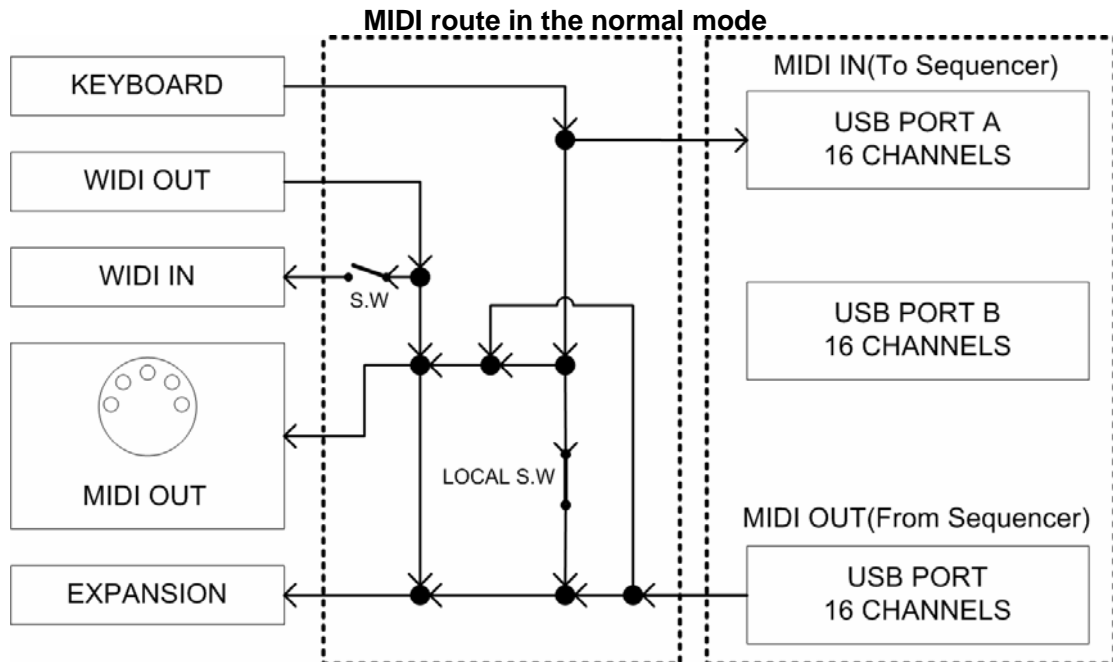 MIDI route in the normal mode
KEYBOARD
WIDI OUT
WIDI IN
MIDI OUT
EXPANSION
S.W
LOCAL S.W
MIDI IN(To Sequencer)
USB PORT A
16 CHANNELS
USB PORT B
16 CHANNELS
MIDI OUT(From Sequencer)
USB PORT
16 CHANNELS